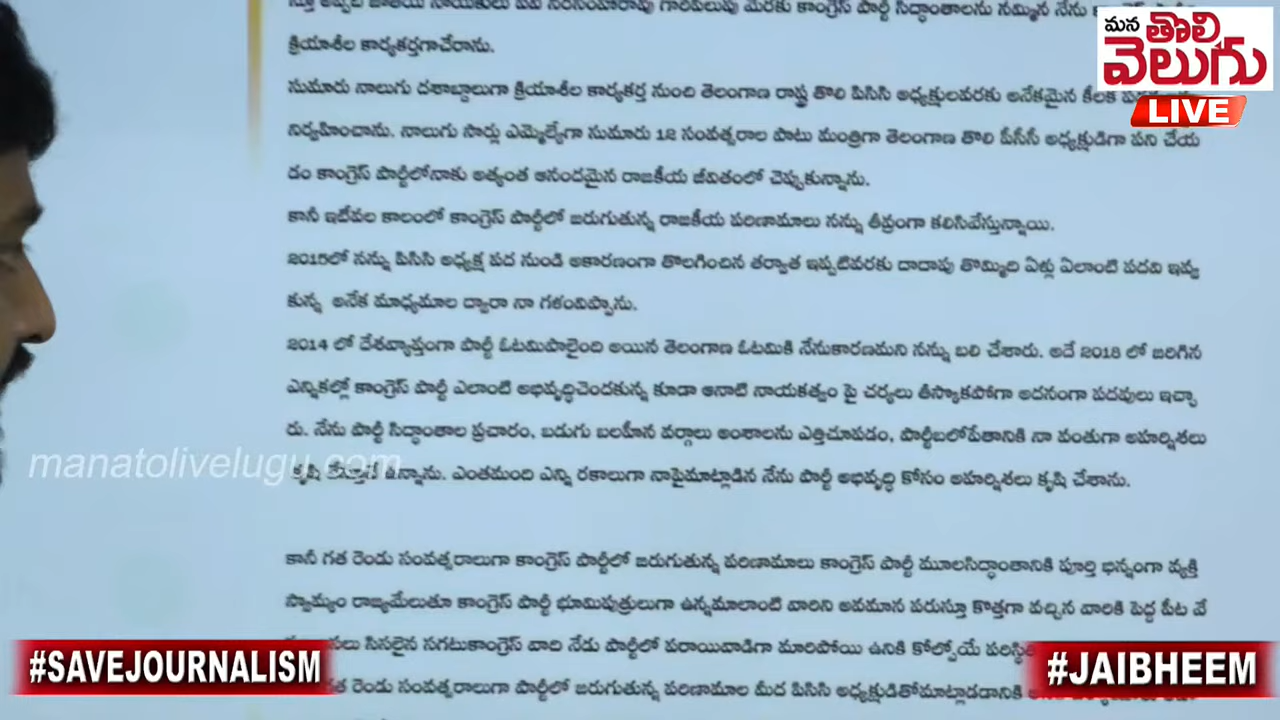 క్రియాశీల కార్యకర్తగాచేరాను.
సుమారు నాలుగు దశాబ్దాలుగా క్రియాశీల కార్యకర్త నుంచి తెలంగాణ రాష్ట్ర తొలి పిసిసి అధ్యక్షులవరకు అనేకమైన కీలక
నిర్వహించాను. నాలుగు సార్లు ఎమ్మెల్యేగా సుమారు 12 సంవత్సరాల పాటు మంత్రిగా తెలంగాణ తొలి పీసీసీ అధ్యక్షుడిగా పని చేయ
డం కాంగ్రెస్ పార్టీలోనాకు అత్యంత ఆనందమైన రాజకీయ జీవితంలో చెప్పుకున్నాను.
కానీ ఇటీవల కాలంలో కాంగ్రెస్ పార్టీలో జరుగుతున్న రాజకీయ పరిణామాలు నన్ను తీవ్రంగా కలిసివేస్తున్నాయి.
2015లో నన్ను పిసిసి అధ్యక్ష పద నుండి అకారణంగా తొలగించిన తర్వాత ఇప్పటివరకు దాదాపు తొమ్మిది ఏళ్లు ఏలాంటి పదవి ఇవ్వ
కున్న అనేక మాధ్యమాల ద్వారా నా గళంవిప్పాను.
2014 లో దేశవ్యాప్తంగా పార్టీ ఓటమిపాలైంది అయిన తెలంగాణ ఓటమికి నేనుకారణమని నన్ను బలి చేశారు. అదే 2018 లో జరిగిన
ఎన్నికల్లో కాంగ్రెస్ పార్టీ ఎలాంటి అభివృద్ధిచెందకున్న కూడా ఆనాటి నాయకత్వం పై చర్యలు తీస్కోకపోగా అదనంగా పదవులు ఇచ్చా
రు. నేను పార్టీ సిద్ధాంతాల ప్రచారం, బడుగు బలహీన వర్గాలు అంశాలను ఎత్తిచూపడం, పార్టీబలోపేతానికి నా వంతుగా అహర్నిశలు
కృషి చేస్తూనే ఉన్నాను. ఎంతమంది ఎన్ని రకాలుగా నాపైమాట్లాడిన నేను పార్టీ అభివృద్ధి కోసం అహర్నిశలు కృషి చేశాను.
కానీ గత రెండు సంవత్సరాలుగా కాంగ్రెస్ పార్టీలో జరుగుతున్న పరిణామాలు కాంగ్రెస్ పార్టీ మూలసిద్ధాంతానికి పూర్తి భిన్నంగా వ్యక్తి
స్వామ్యం రాజ్యమేలుతూ కాంగ్రెస్ పార్టీ భూమిపుత్రులుగా ఉన్నమాలాంటి వారిని అవమాన పరుస్తూ కొత్తగా వచ్చిన వారికి పెద్ద పీట వే
సిసలైన సగటుకాంగ్రెస్ వాది నేడు పార్టీలో పరాయివాడిగా మారిపోయి ఉనికి కోల్పోయే
రెండు సంవత్సరాలుగా పార్టీలో జరుగుతున్న పరిణామాల మీద పిసిసి అధ్యక్షుడితోమాట్లాడడానికి
మన
తొలి
వెలుగు
LIVE
manatolivelugu.com
#SAVEJOURNALISM
#JAIBHEEM